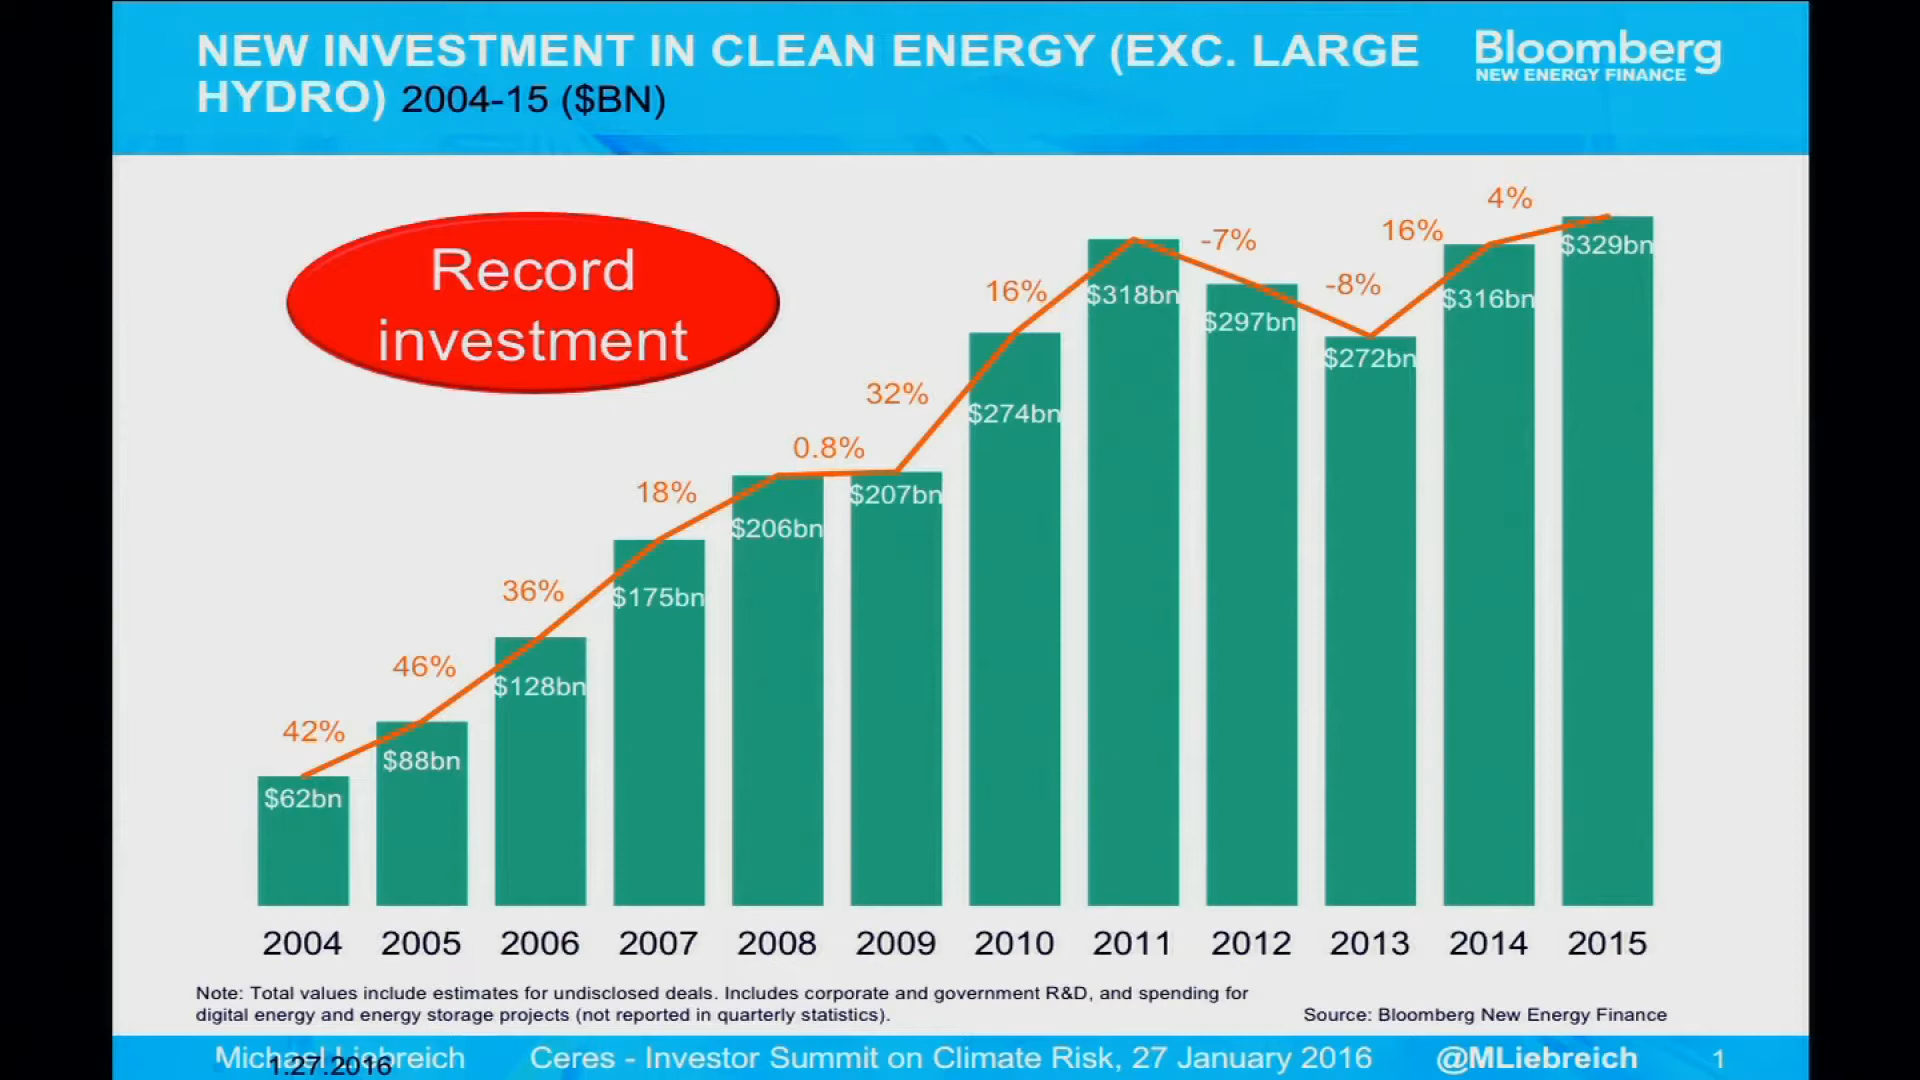 NEW INVESTMENT IN CLEAN ENERGY (EXC. LARGE
HYDRO) 2004-15 ($BN)
Bloomberg
NEW ENERGY FINANCE
Record
investment
42%
46%
36%
18%
0.8%
32%
16%
-7%
-8%
16%
4%
$62bn
$88bn
$128bn
$175bn
$206bn
$207bn
$274bn
$318bn
$297bn
$272bn
$316bn
$329bn
2004 2005 2006 2007 2008 2009 2010 2011 2012 2013 2014 2015
Note: Total values include estimates for undisclosed deals. Includes corporate and government R&D, and spending for
digital energy and energy storage projects (not reported in quarterly statistics).
Source: Bloomberg New Energy Finance
Michael Liebreich
1.27.2016
Ceres - Investor Summit on Climate Risk, 27 January 2016
@MLiebreich
1